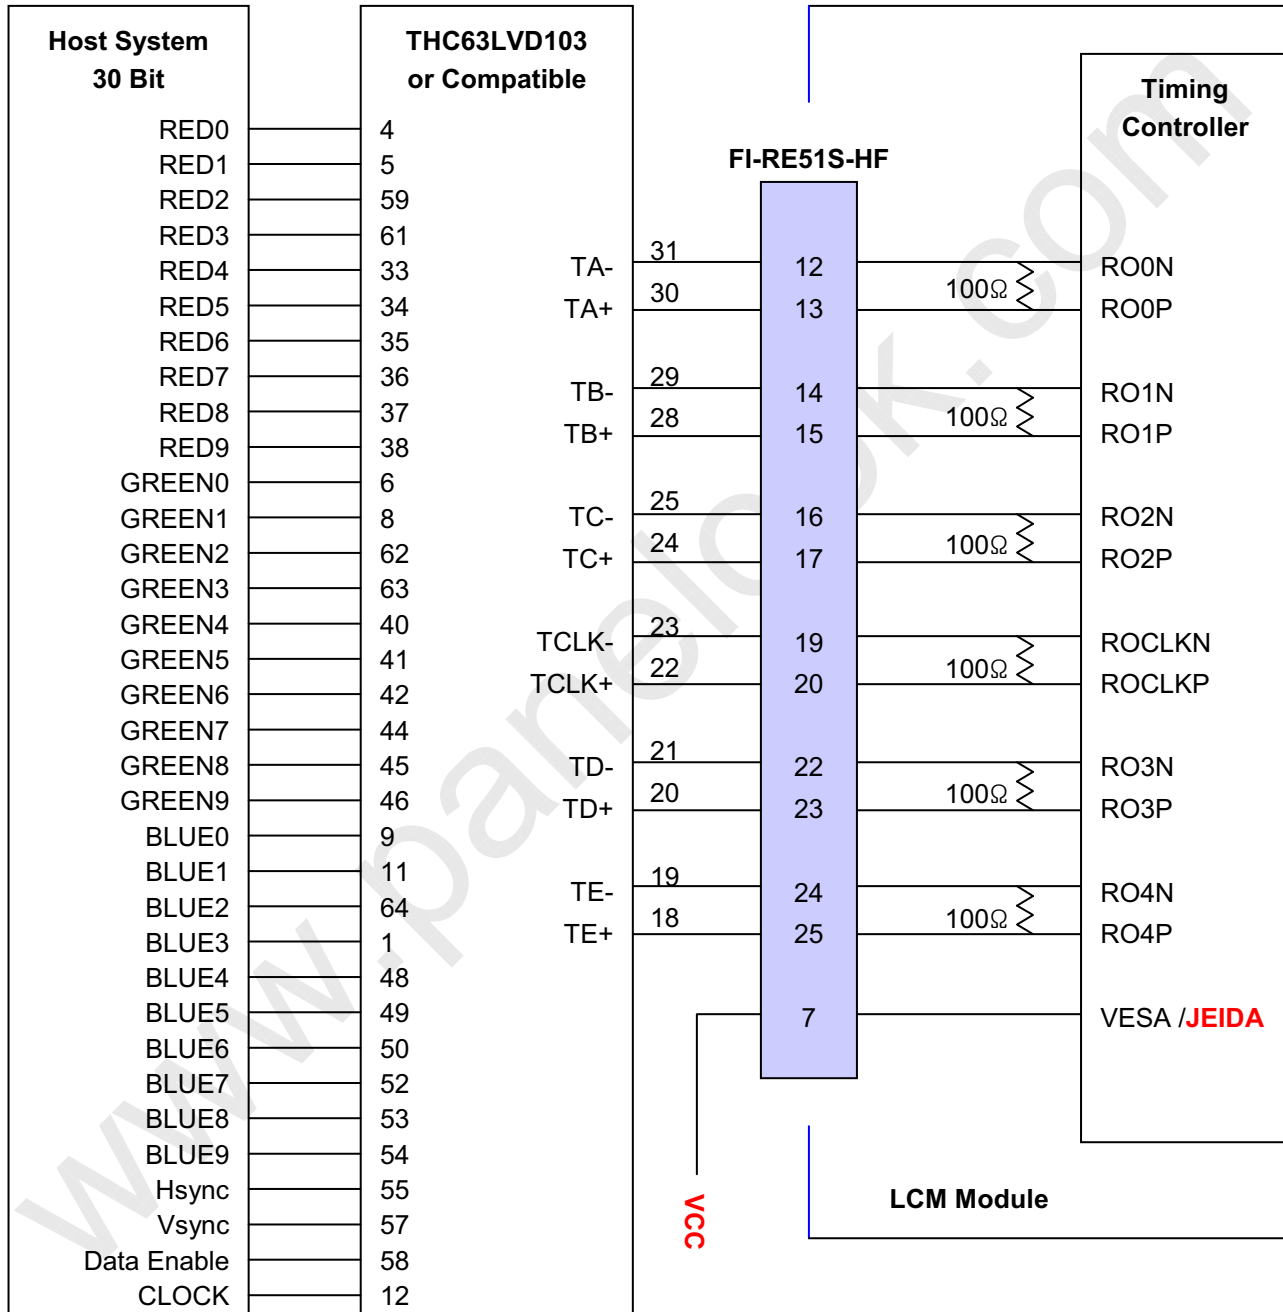 Host System
30 Bit
RED0
RED1
RED2
RED3
RED4
RED5
RED6
RED7
RED8
RED9
GREEN0
GREEN1
GREEN2
GREEN3
GREEN4
GREEN5
GREEN6
GREEN7
GREEN8
GREEN9
BLUE0
BLUE1
BLUE2
BLUE3
BLUE4
BLUE5
BLUE6
BLUE7
BLUE8
BLUE9
Hsync
Vsync
Data Enable
CLOCK
THC63LVD103
or Compatible
4
5
59
61
33
34
35
36
37
38
6
8
62
63
40
41
42
44
45
46
9
11
64
1
48
49
50
52
53
54
55
57
58
12
TA-
TA+
TB-
TB+
TC-
TC+
TCLK-
TCLK+
TD-
TD+
TE-
TE+
31
30
29
28
25
24
23
22
21
20
19
18
FI-RE51S-HF
12
13
14
15
16
17
19
20
22
23
24
25
7
VCC
100Ω
100Ω
100Ω
100Ω
100Ω
100Ω
Timing
Controller
RO0N
RO0P
RO1N
RO1P
RO2N
RO2P
ROCLKN
ROCLKP
RO3N
RO3P
RO4N
RO4P
VESA /JEIDA
LCM Module
www.panelook.com